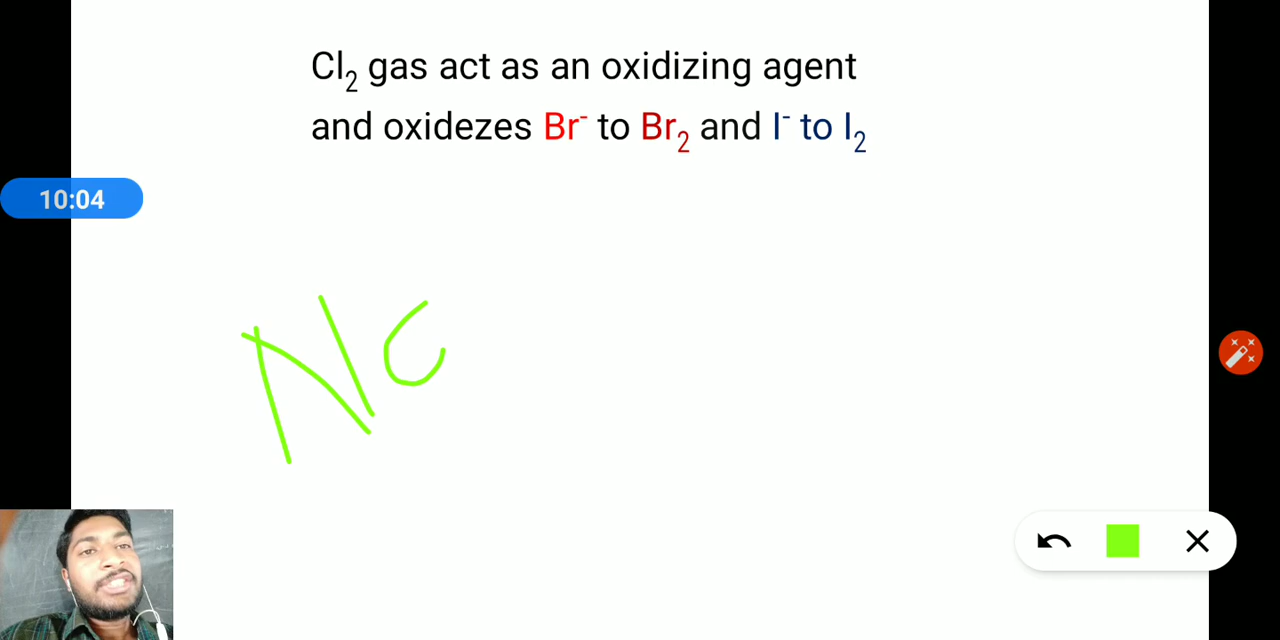 Cl₂ gas act as an oxidizing agent
and oxidezes Br⁻ to Br₂ and I⁻ to I₂
10:04
Nc